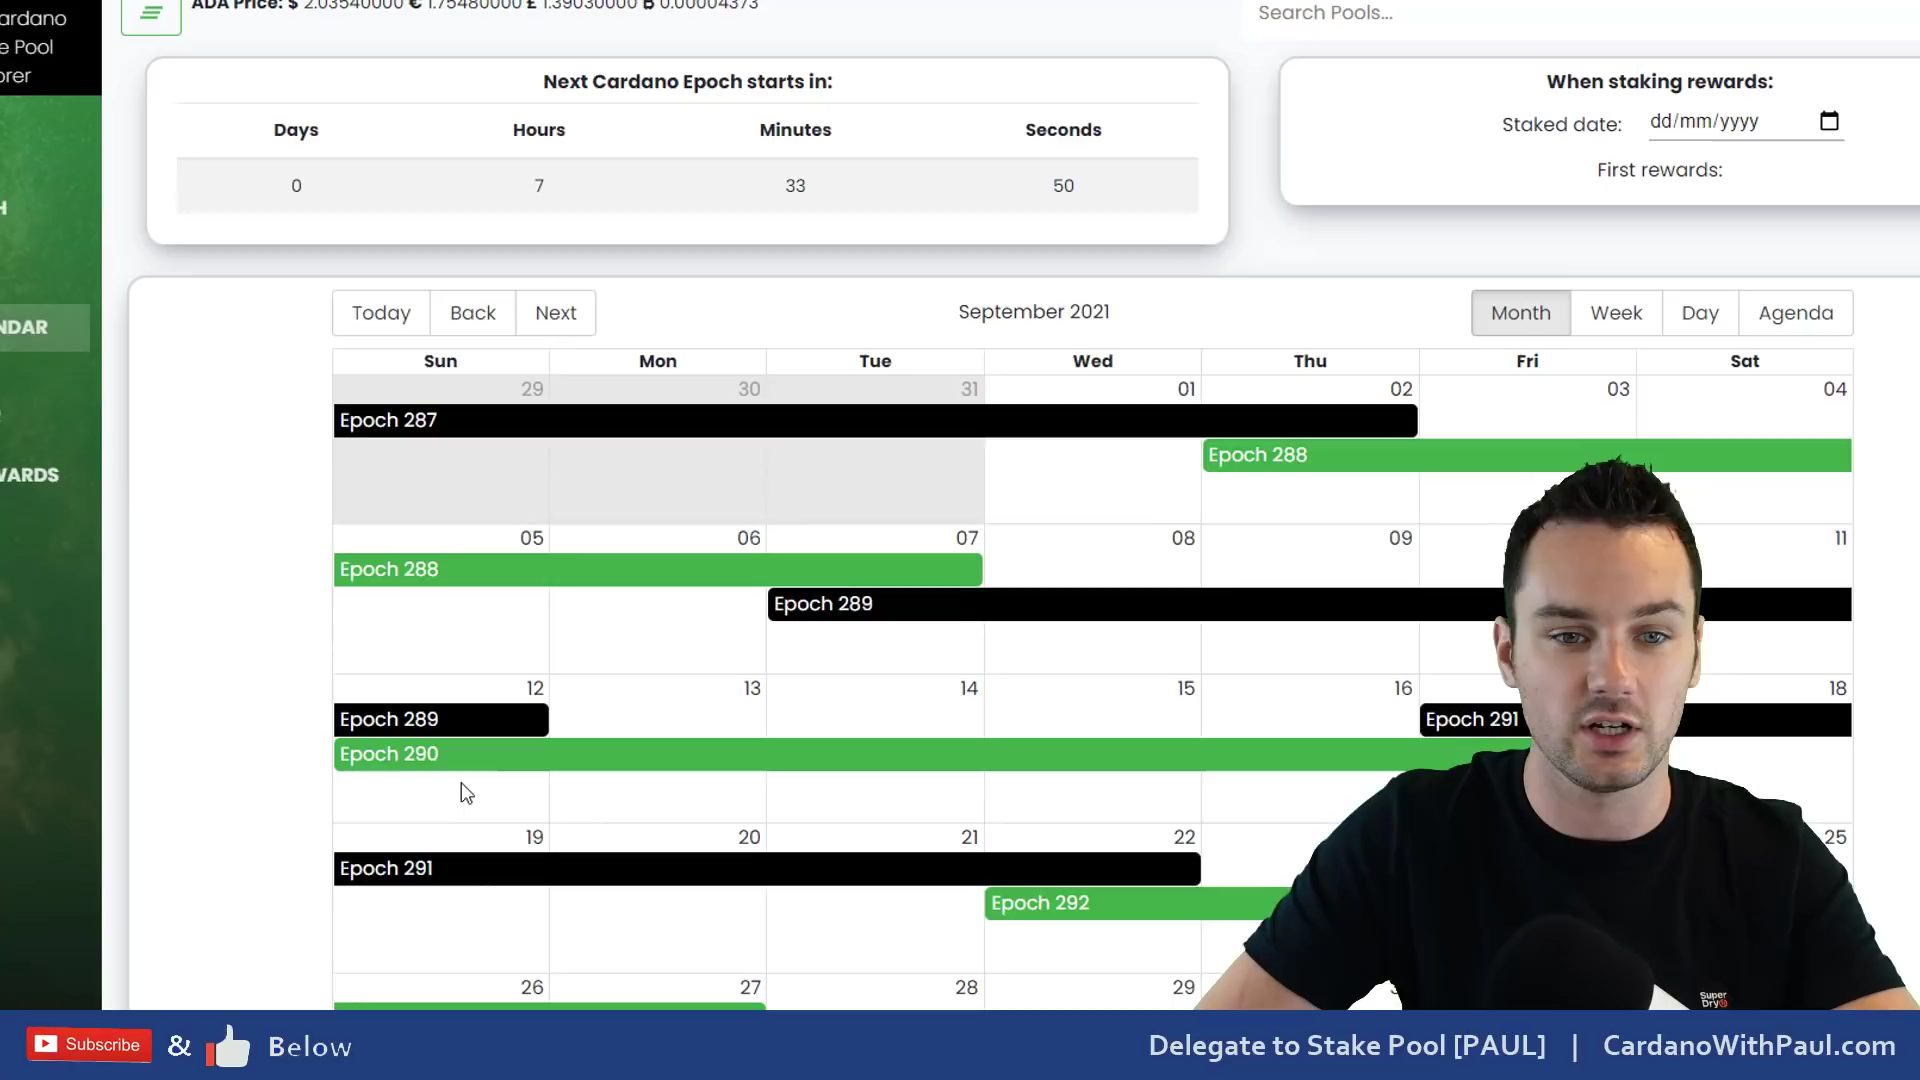 ardano
e Pool
orer
ADA Price: $ 2.03540000 € 1.75480000 £ 1.39030000 ₿ 0.00004373
Search Pools...
Next Cardano Epoch starts in:
Days Hours Minutes Seconds
0 7 33 50
When staking rewards:
Staked date: dd/mm/yyyy
First rewards:
H
NDAR
WARDS
Today Back Next
September 2021
Month Week Day Agenda
Sun Mon Tue Wed Thu Fri Sat
29 30 31 01 02 03 04
Epoch 287
Epoch 288
05 06 07 08 09 11
Epoch 288
Epoch 289
12 13 14 15 16 18
Epoch 289 Epoch 291
Epoch 290
19 20 21 22 25
Epoch 291
Epoch 292
26 27 28 29
Super
Dry
Subscribe & Below
Delegate to Stake Pool [PAUL] | CardanoWithPaul.com